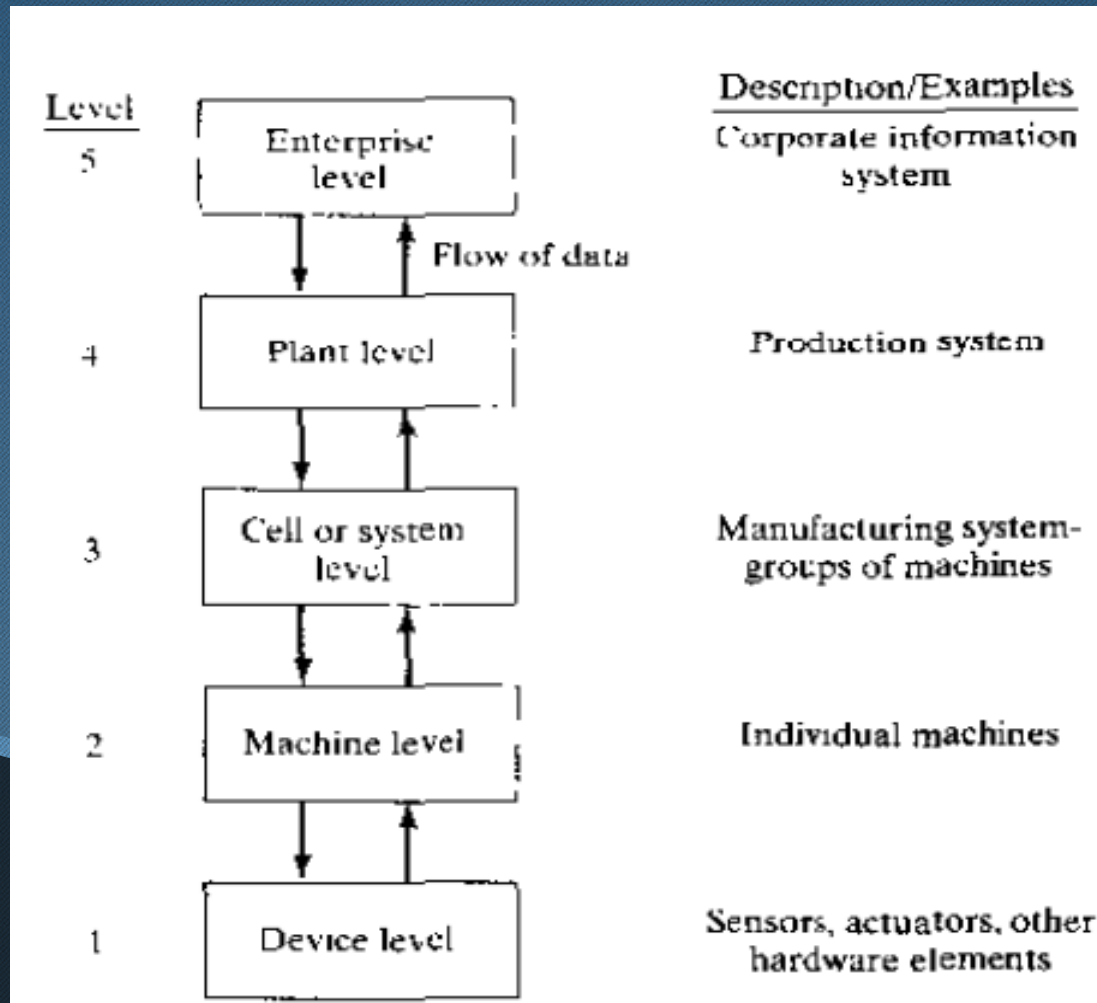 Level
Description/Examples
5
Enterprise
level
Corporate information
system
Flow of data
4
Plant level
Production system
3
Cell or system
level
Manufacturing system-
groups of machines
2
Machine level
Individual machines
1
Device level
Sensors, actuators, other
hardware elements